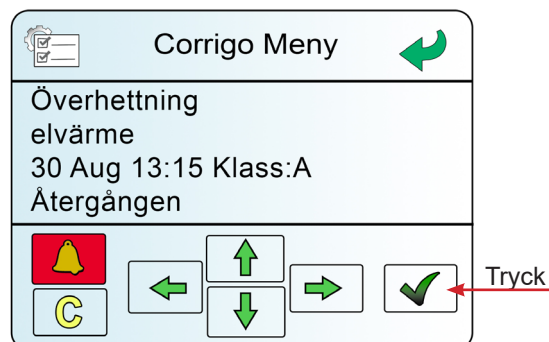 Corrigo Meny
Överhettning
elvärme
30 Aug 13:15 Klass:A
Återgången
C
Tryck